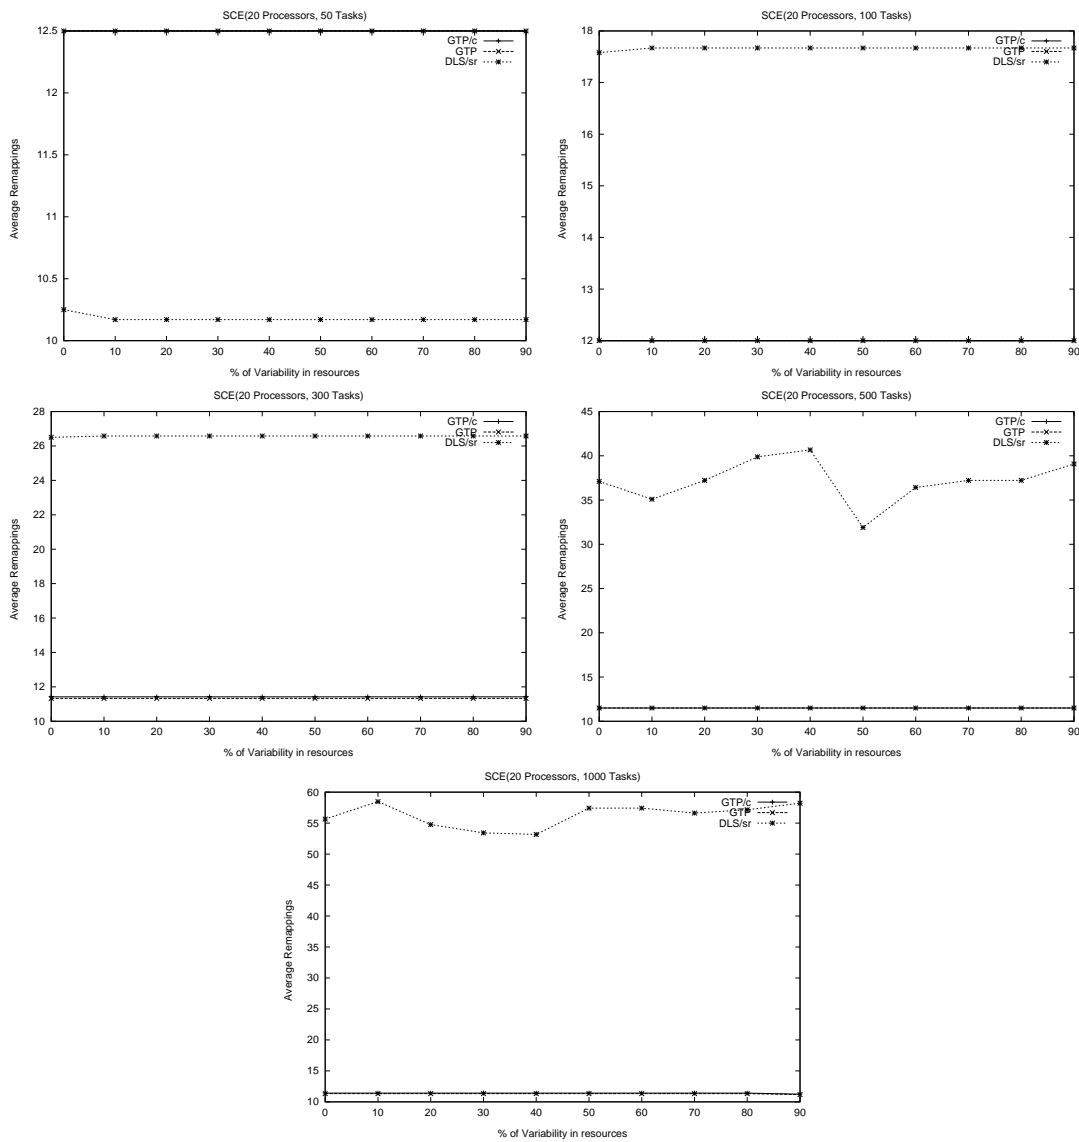 SCE(20 Processors, 50 Tasks)
12.5
12
11.5
11
10.5
10
Average Remappings
GTP/c
GTP
DLS/sr
0 10 20 30 40 50 60 70 80 90
% of Variability in resources
SCE(20 Processors, 100 Tasks)
18
17
16
15
14
13
12
Average Remappings
GTP/c
GTP
DLS/sr
0 10 20 30 40 50 60 70 80 90
% of Variability in resources
SCE(20 Processors, 300 Tasks)
28
26
24
22
20
18
16
14
12
10
Average Remappings
GTP/c
GTP
DLS/sr
0 10 20 30 40 50 60 70 80 90
% of Variability in resources
SCE(20 Processors, 500 Tasks)
45
40
35
30
25
20
15
10
Average Remappings
GTP/c
GTP
DLS/sr
0 10 20 30 40 50 60 70 80 90
% of Variability in resources
SCE(20 Processors, 1000 Tasks)
60
55
50
45
40
35
30
25
20
15
10
Average Remappings
GTP/c
GTP
DLS/sr
0 10 20 30 40 50 60 70 80 90
% of Variability in resources